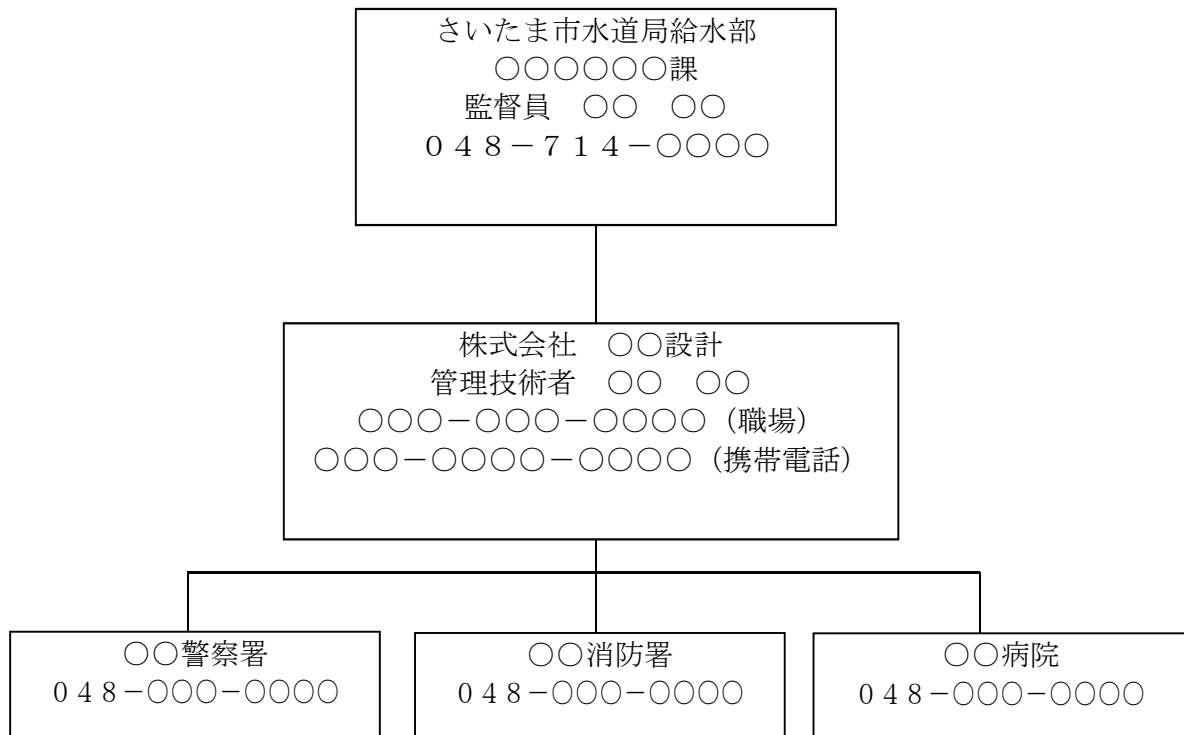 さいたま市水道局給水部
○○○○○○課
監督員　○○　○○
０４８－７１４－○○○○
株式会社　○○設計
管理技術者　○○　○○
○○○－○○○－○○○○（職場）
○○○－○○○○－○○○○（携帯電話）
○○警察署
０４８－○○○－○○○○
○○消防署
０４８－○○○－○○○○
○○病院
０４８－○○○－○○○○